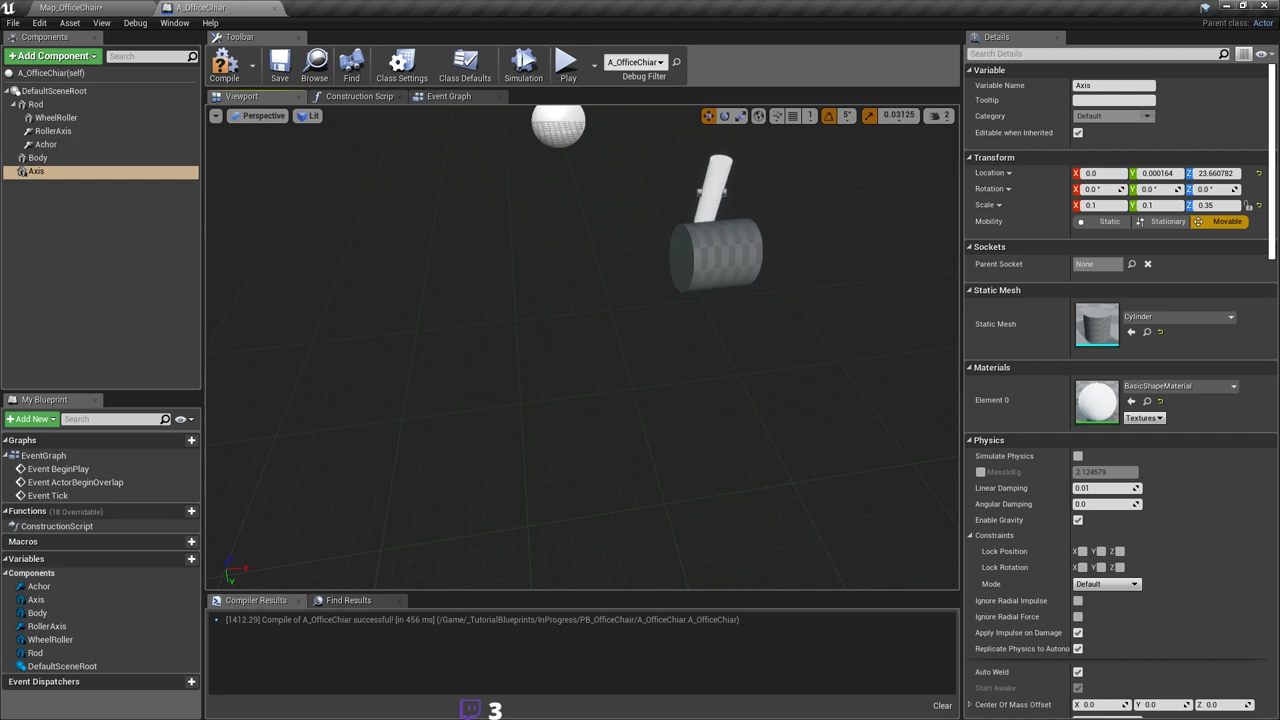 Map_OfficeChair*
A_OfficeChiar
File Edit Asset View Debug Window Help
Parent class: Actor
Components
+ Add Component
Search
A_OfficeChiar(self)
DefaultSceneRoot
Rod
WheelRoller
RollerAxis
Achor
Body
Axis
My Blueprint
+ Add New
Search
Graphs
EventGraph
Event BeginPlay
Event ActorBeginOverlap
Event Tick
Functions (18 Overridable)
ConstructionScript
Macros
Variables
Components
Achor
Axis
Body
RollerAxis
WheelRoller
Rod
DefaultSceneRoot
Event Dispatchers
Toolbar
Compile
Save
Browse
Find
Class Settings
Class Defaults
Simulation
Play
A_OfficeChiar
Debug Filter
Viewport
Construction Scrip
Event Graph
Perspective
Lit
1
5°
0.03125
2
X
Y
Compiler Results
Find Results
[1412.29] Compile of A_OfficeChiar successful! [in 456 ms] (/Game/_TutorialBlueprints/InProgress/PB_OfficeChair/A_OfficeChiar.A_OfficeChiar)
3
Clear
Details
Search Details
Variable
Variable Name Axis
Tooltip
Category Default
Editable when Inherited
Transform
Location X 0.0 Y 0.000164 Z 23.660782
Rotation X 0.0 ° Y 0.0 ° Z 0.0 °
Scale X 0.1 Y 0.1 Z 0.35
Mobility Static Stationary Movable
Sockets
Parent Socket None
Static Mesh
Static Mesh Cylinder
Materials
Element 0 BasicShapeMaterial
Textures
Physics
Simulate Physics
MassInKg 2.124579
Linear Damping 0.01
Angular Damping 0.0
Enable Gravity
Constraints
Lock Position X Y Z
Lock Rotation X Y Z
Mode Default
Ignore Radial Impulse
Ignore Radial Force
Apply Impulse on Damage
Replicate Physics to Autono
Auto Weld
Start Awake
Center Of Mass Offset X 0.0 Y 0.0 Z 0.0